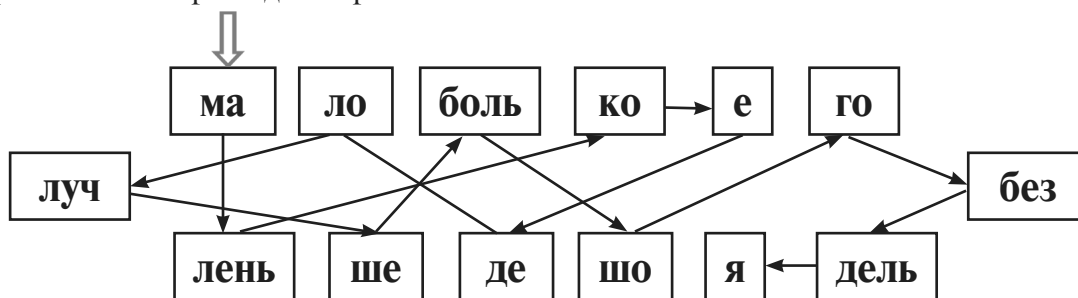 ма ло боль ко е го
луч без
лень ше де шо я дель